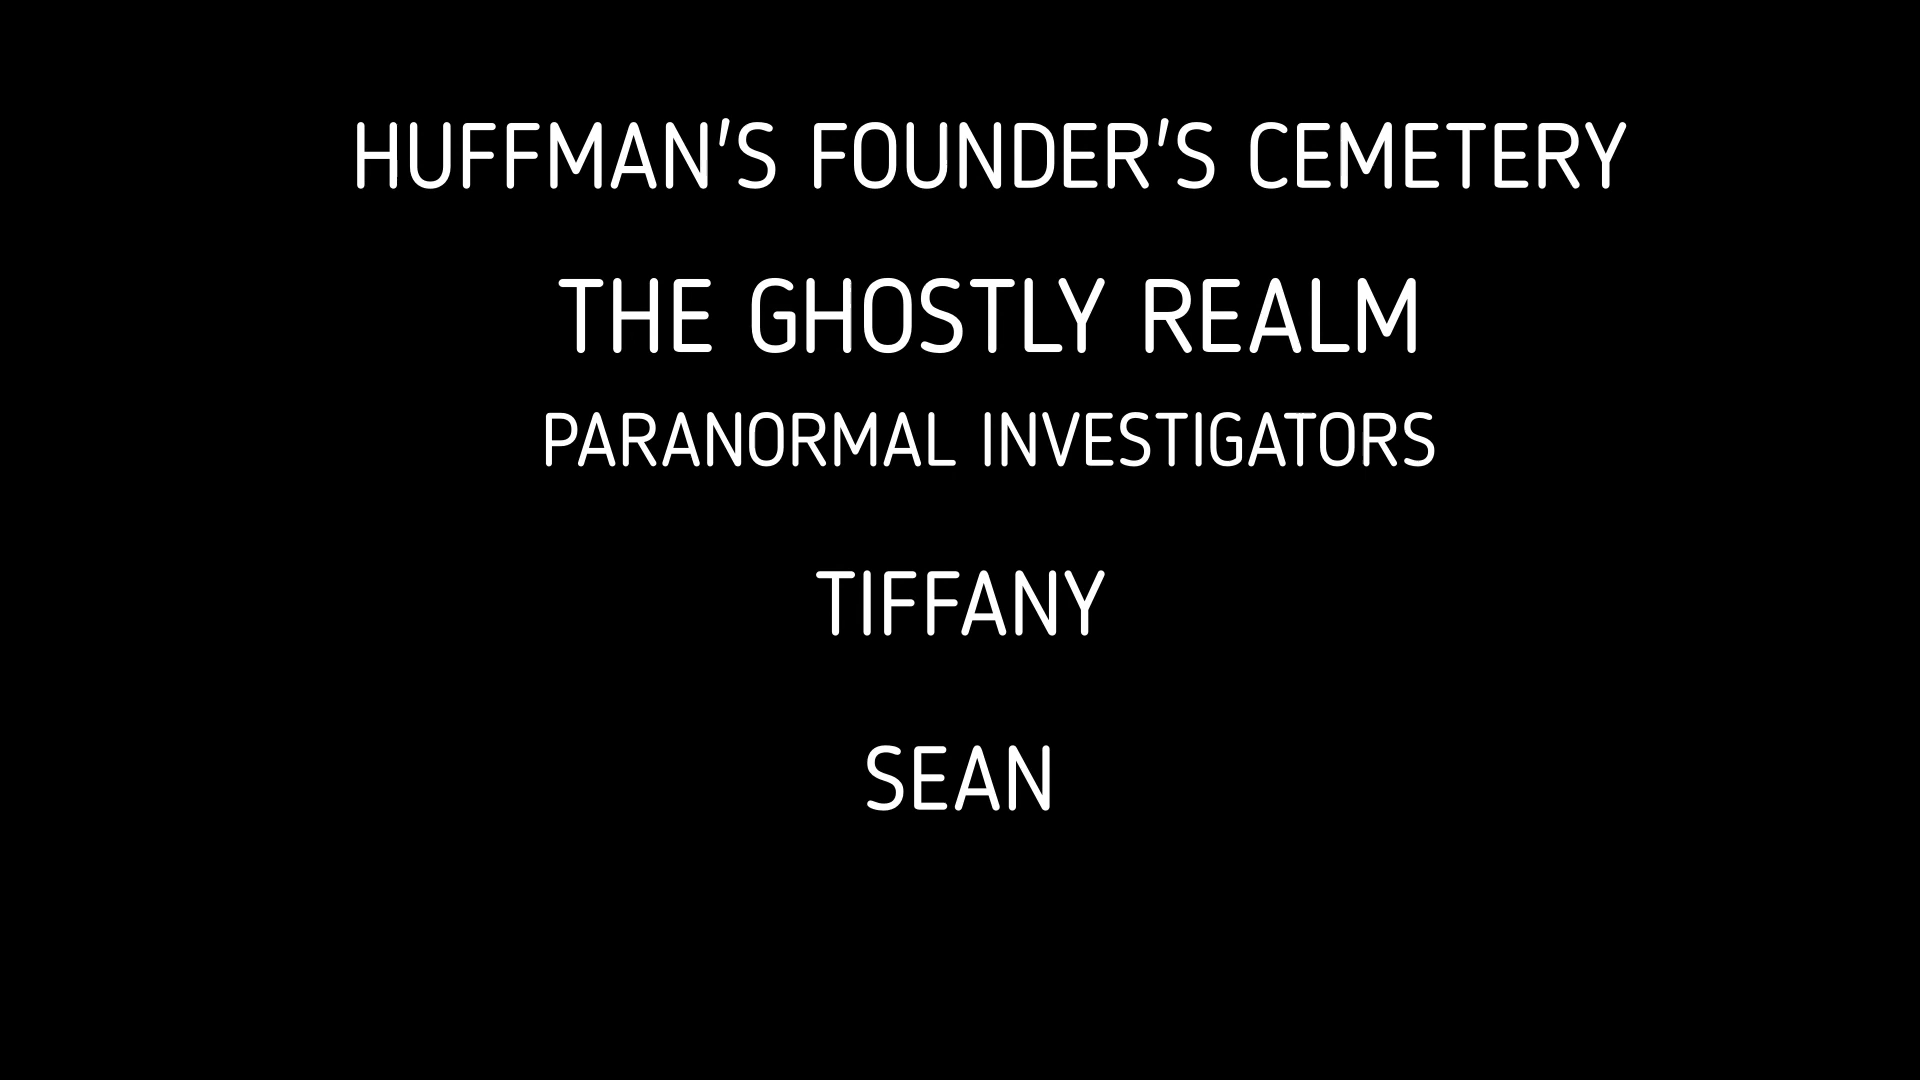 HUFFMAN'S FOUNDER'S CEMETERY
THE GHOSTLY REALM
PARANORMAL INVESTIGATORS
TIFFANY
SEAN